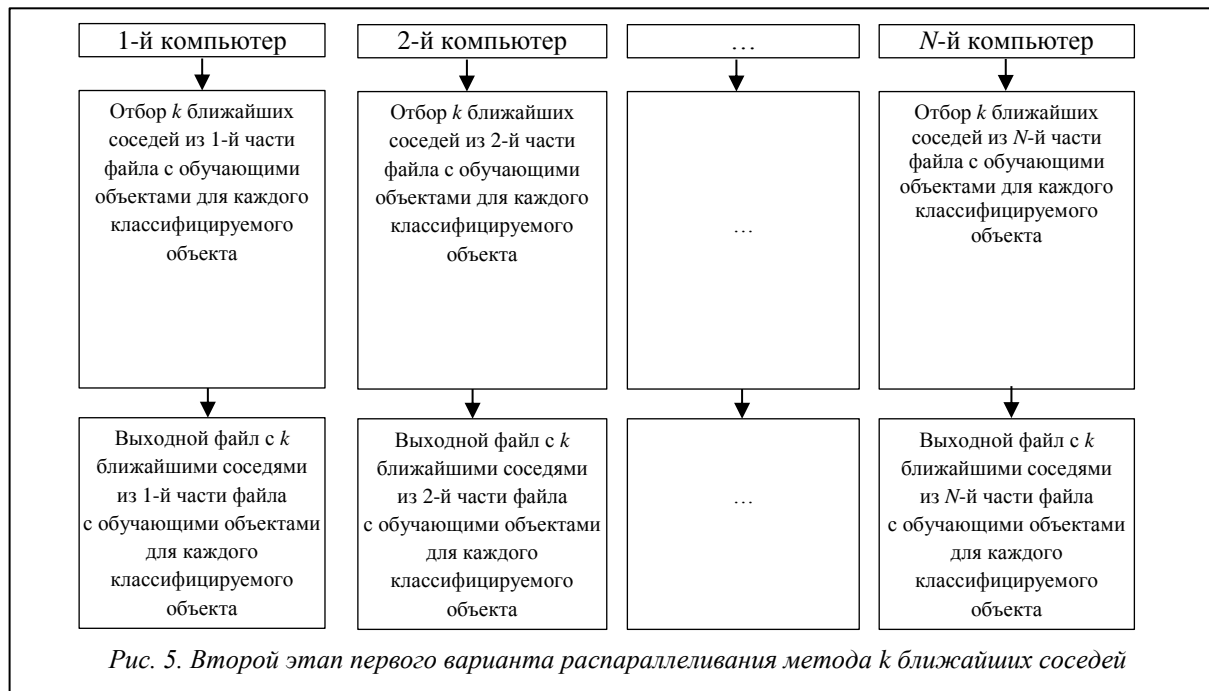 1-й компьютер
2-й компьютер
…
N-й компьютер
Отбор k ближайших
соседей из 1-й части
файла с обучающими
объектами для каждого
классифицируемого
объекта
Отбор k ближайших
соседей из 2-й части
файла с обучающими
объектами для каждого
классифицируемого
объекта
…
Отбор k ближайших
соседей из N-й части
файла с обучающими
объектами для каждого
классифицируемого
объекта
Выходной файл с k
ближайшими соседями
из 1-й части файла
с обучающими объектами
для каждого
классифицируемого
объекта
Выходной файл с k
ближайшими соседями
из 2-й части файла
с обучающими объектами
для каждого
классифицируемого
объекта
…
Выходной файл с k
ближайшими соседями
из N-й части файла
с обучающими объектами
для каждого
классифицируемого
объекта
Рис. 5. Второй этап первого варианта распараллеливания метода k ближайших соседей